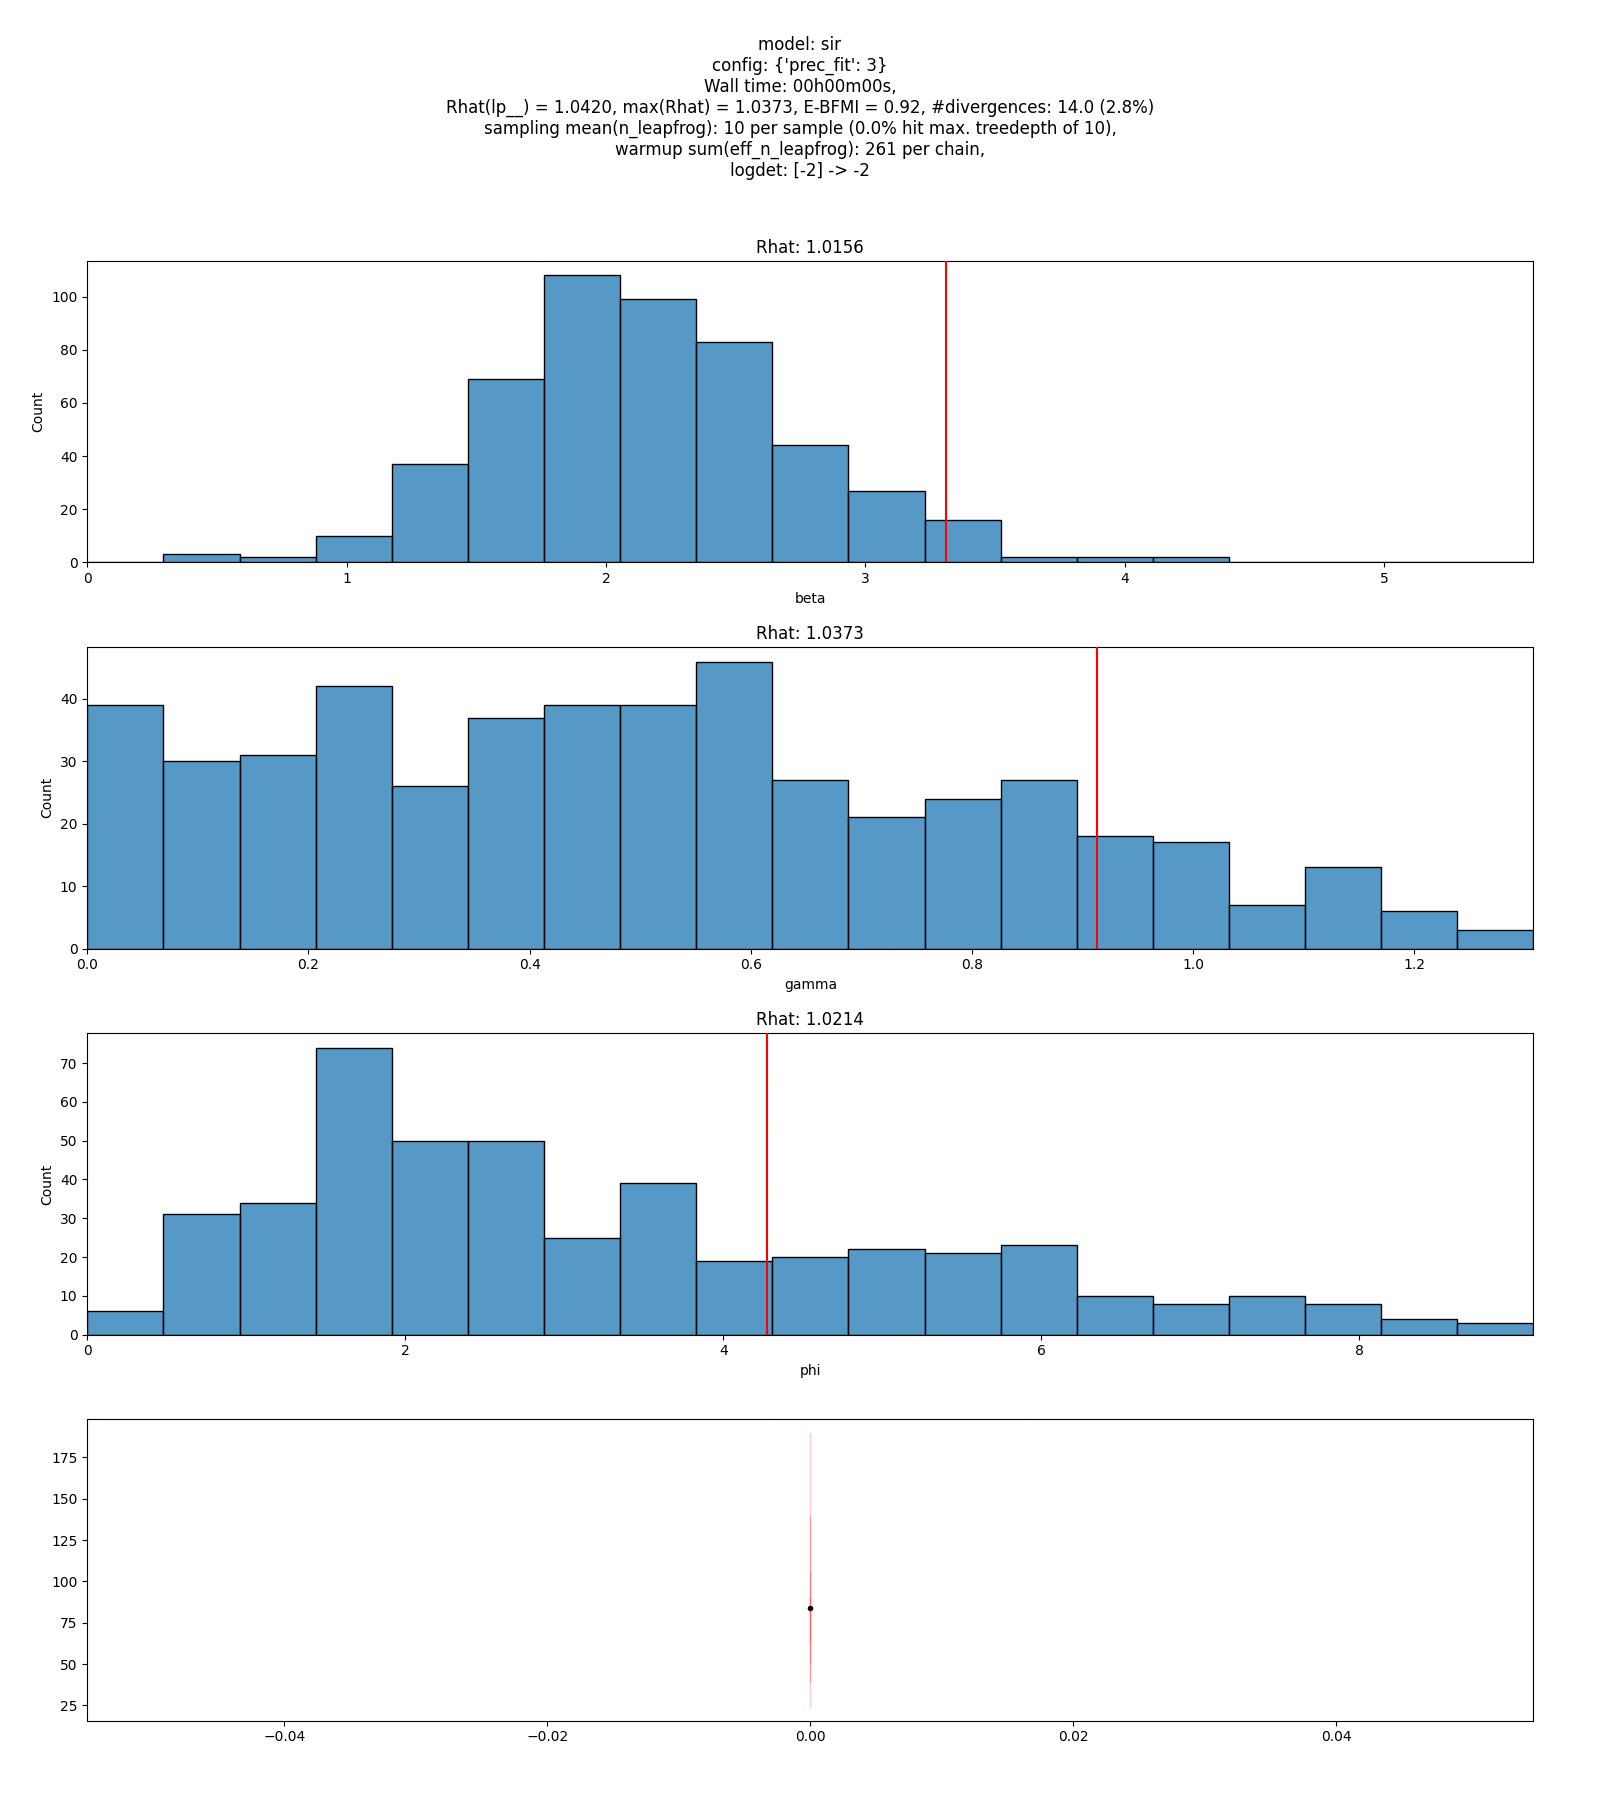 model: sir
config: {'prec_fit': 3}
Wall time: 00h00m00s,
Rhat(lp__) = 1.0420, max(Rhat) = 1.0373, E-BFMI = 0.92, #divergences: 14.0 (2.8%)
sampling mean(n_leapfrog): 10 per sample (0.0% hit max. treedepth of 10),
warmup sum(eff_n_leapfrog): 261 per chain,
logdet: [-2] -> -2
Rhat: 1.0156
100
80
60
40
20
0
Count
0 1 2 3 4 5
beta
Rhat: 1.0373
40
30
20
10
0
Count
0.0 0.2 0.4 0.6 0.8 1.0 1.2
gamma
Rhat: 1.0214
70
60
50
40
30
20
10
0
Count
0 2 4 6 8
phi
175
150
125
100
75
50
25
−0.04 −0.02 0.00 0.02 0.04